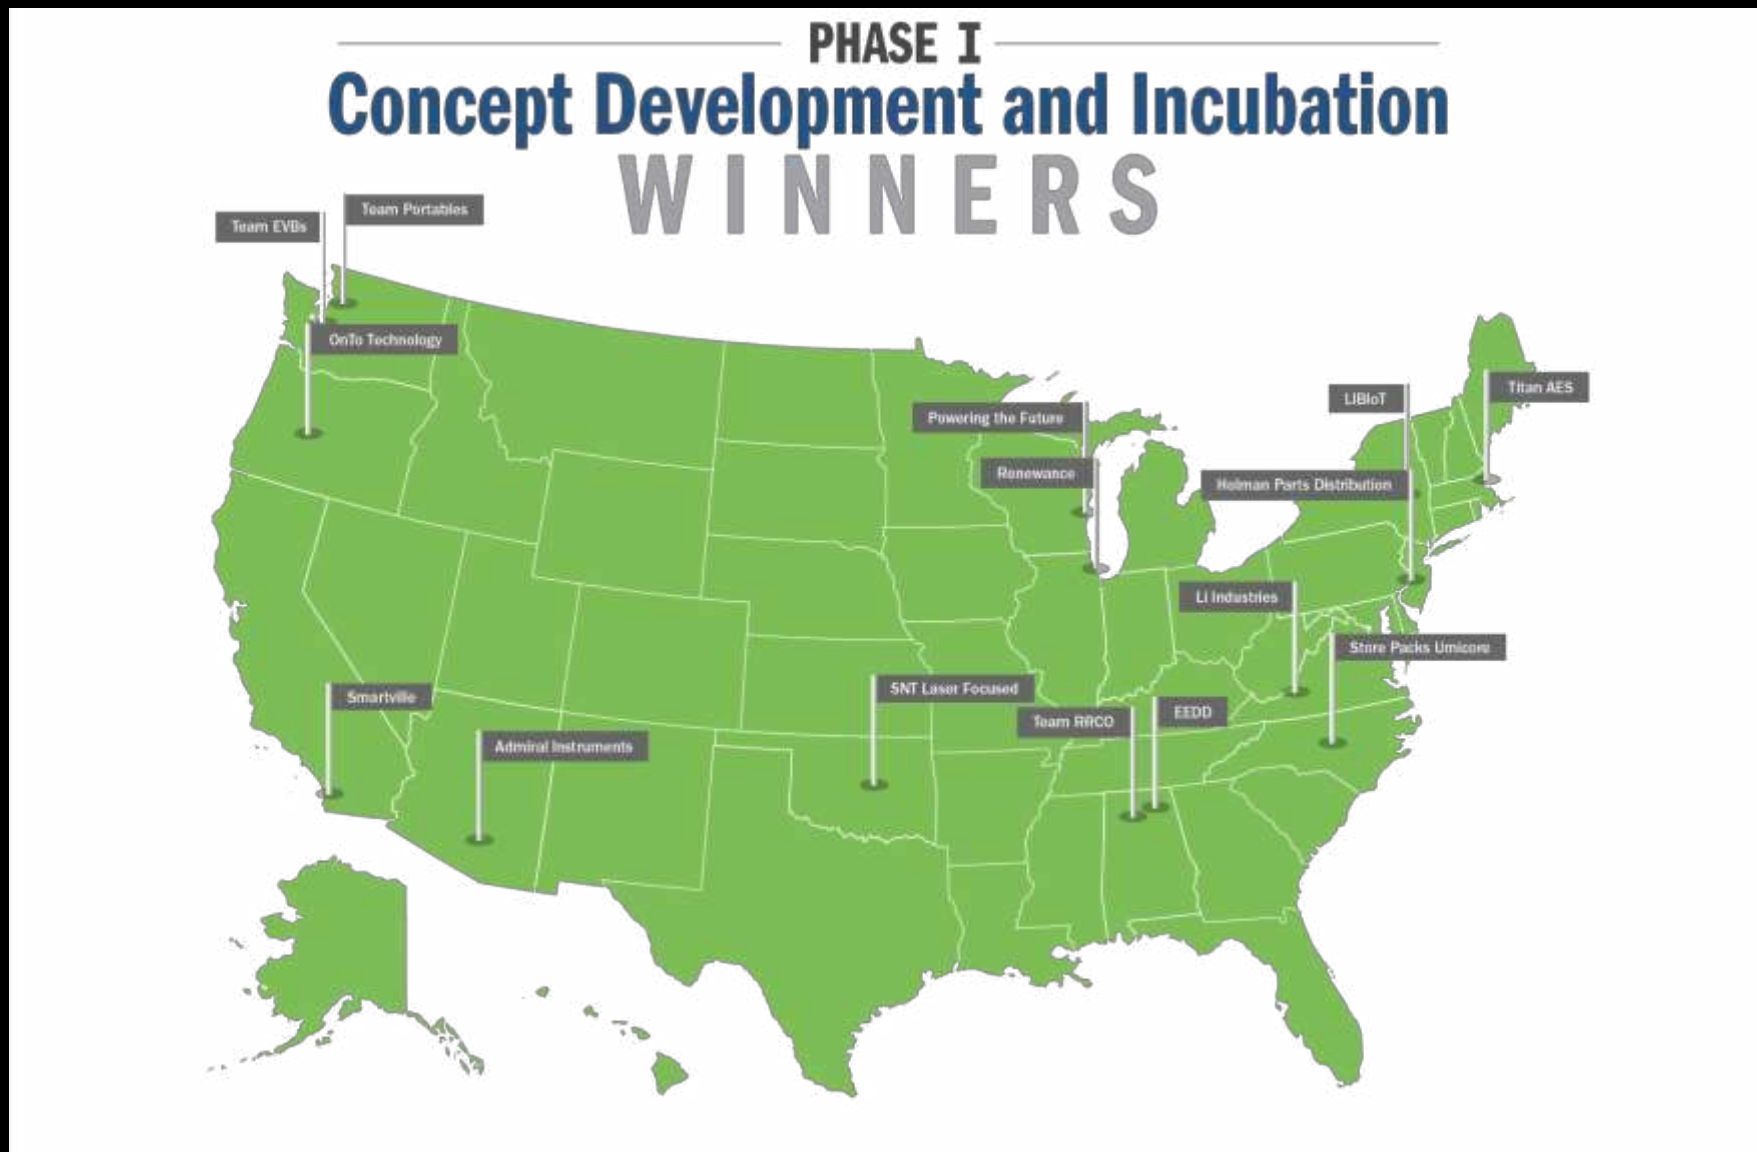 PHASE I
Concept Development and Incubation
WINNERS
Team Portables
Team EVBs
OnTo Technology
Titan AES
LIBIoT
Powering the Future
Renewance
Holman Parts Distribution
Li Industries
Store Packs Umicore
SNT Laser Focused
Smartville
EEDD
Team RRCO
Admiral Instruments